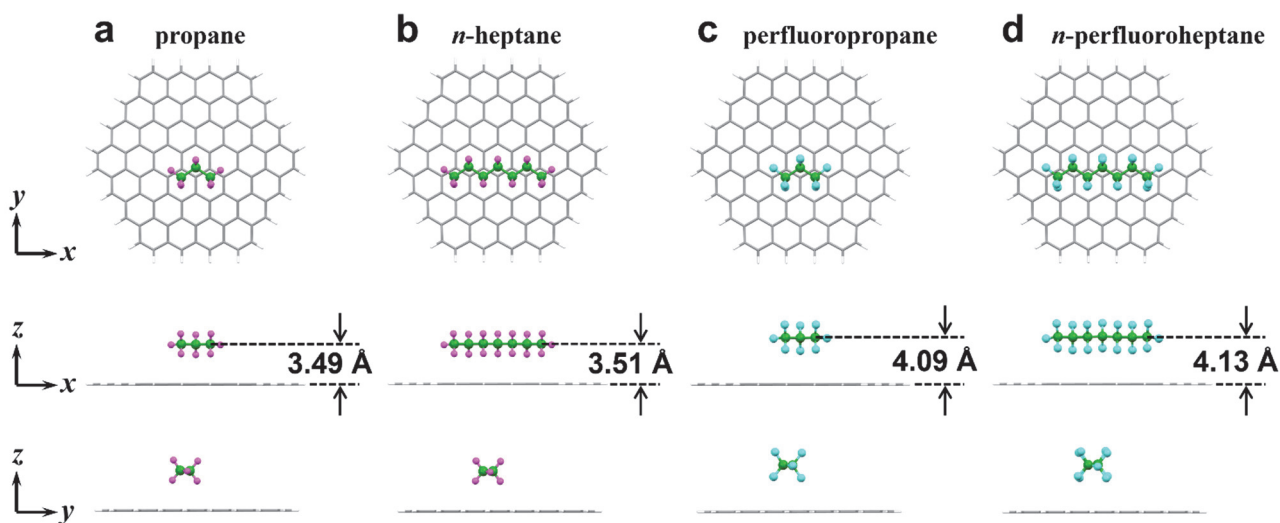 a propane
b n-heptane
c perfluoropropane
d n-perfluoroheptane
y
x
z
x
3.49 Å
3.51 Å
4.09 Å
4.13 Å
z
y